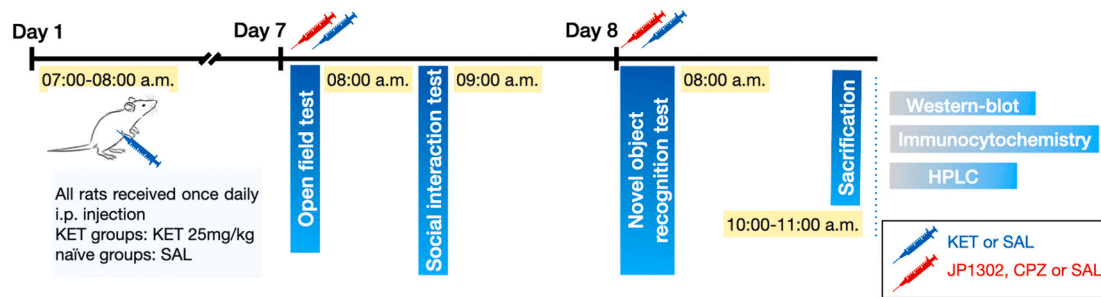 Day 1
Day 7
Day 8
07:00-08:00 a.m.
08:00 a.m.
09:00 a.m.
08:00 a.m.
Open field test
Social interaction test
Novel object
recognition test
Sacrification
10:00-11:00 a.m.
All rats received once daily
i.p. injection
KET groups: KET 25mg/kg
naïve groups: SAL
Western-blot
Immunocytochemistry
HPLC
KET or SAL
JP1302, CPZ or SAL